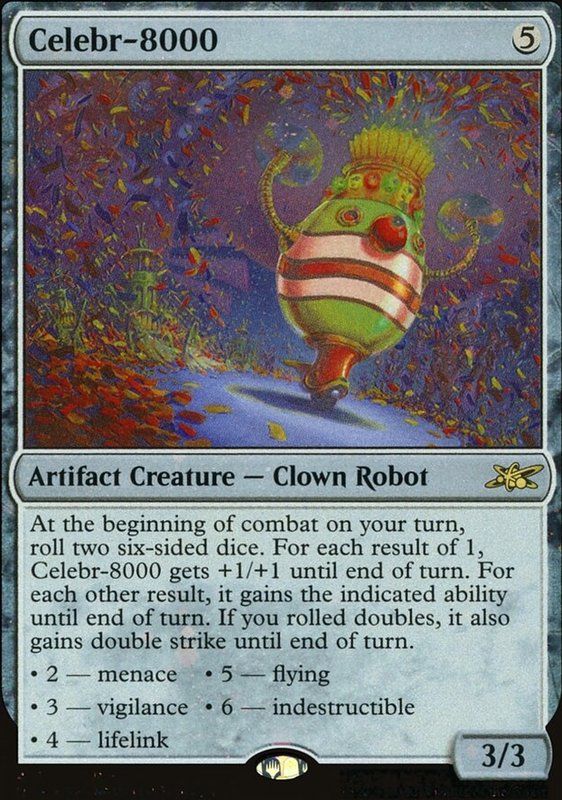 Celebr-8000 5
Artifact Creature — Clown Robot
At the beginning of combat on your turn,
roll two six-sided dice. For each result of 1,
Celebr-8000 gets +1/+1 until end of turn. For
each other result, it gains the indicated ability
until end of turn. If you rolled doubles, it also
gains double strike until end of turn.
• 2 — menace • 5 — flying
• 3 — vigilance • 6 — indestructible
• 4 — lifelink
3/3